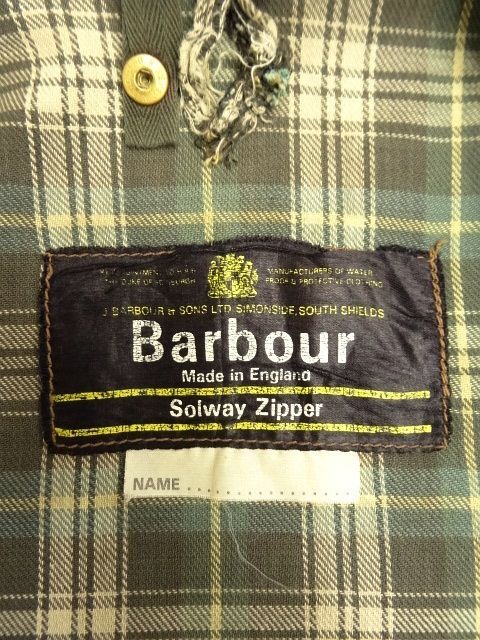 BY APPOINTMENT TO H.R.H. MANUFACTURERS OF WATER
THE DUKE OF EDINBURGH PROOF & PROTECTIVE CLOTHING
J. BARBOUR & SONS LTD. SIMONSIDE, SOUTH SHIELDS
Barbour
Made in England
Solway Zipper
NAME